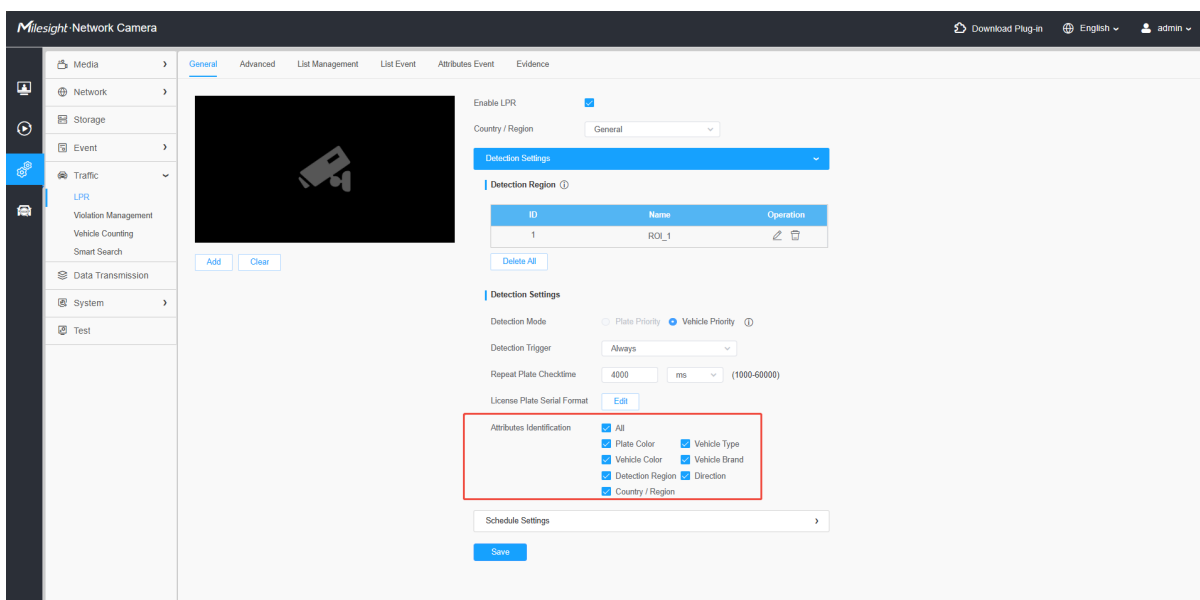 Milesight Network Camera
Download Plug-in
English
admin
Media
Network
Storage
Event
Traffic
LPR
Violation Management
Vehicle Counting
Smart Search
Data Transmission
System
Test
General Advanced List Management List Event Attributes Event Evidence
Add Clear
Enable LPR
Country / Region General
Detection Settings
Detection Region
ID Name Operation
1 ROI_1
Delete All
Detection Settings
Detection Mode Plate Priority Vehicle Priority
Detection Trigger Always
Repeat Plate Checktime 4000 ms (1000-60000)
License Plate Serial Format Edit
Attributes Identification All
Plate Color Vehicle Type
Vehicle Color Vehicle Brand
Detection Region Direction
Country / Region
Schedule Settings
Save